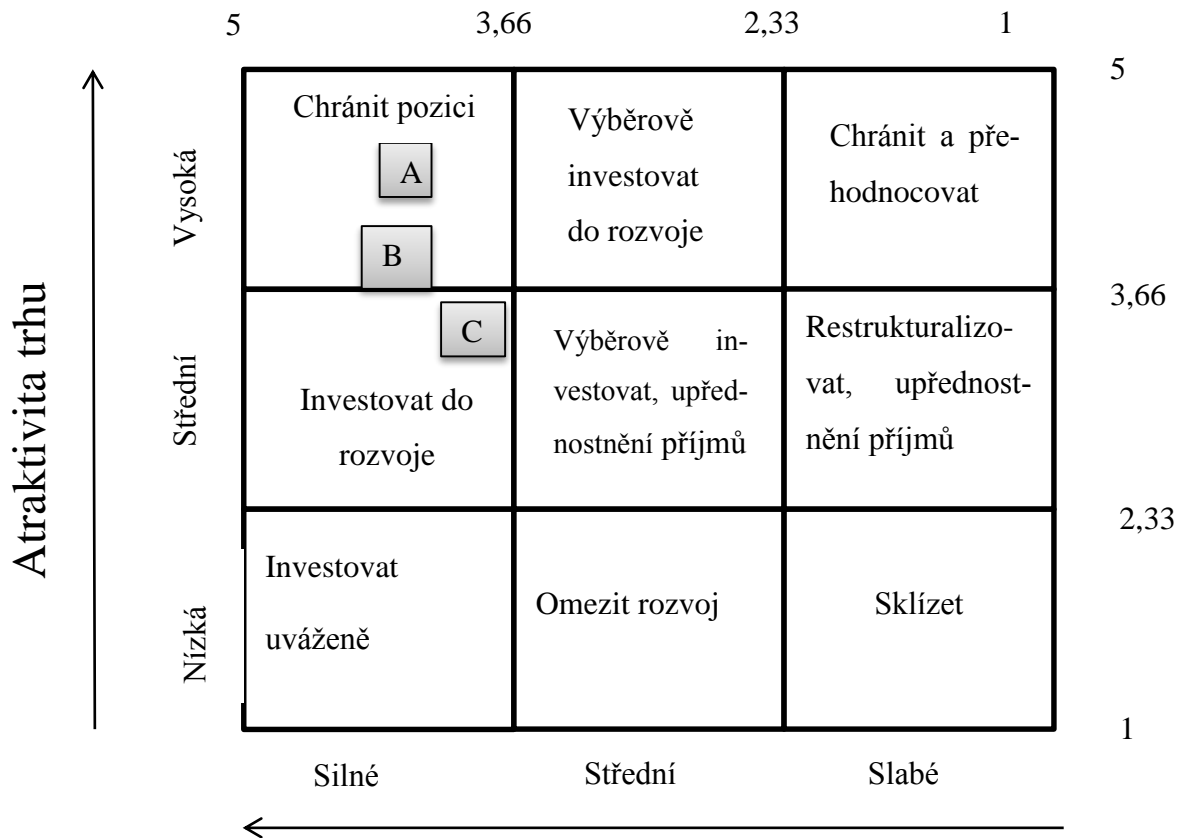 5 3,66 2,33 1
5
Atraktivita trhu
Vysoká
Chránit pozici
A
B
Výběrově
investovat
do rozvoje
Chránit a pře-
hodnocovat
3,66
Střední
C
Investovat do
rozvoje
Výběrově in-
vestovat, upřed-
nostnění příjmů
Restrukturalizo-
vat, upřednost-
nění příjmů
2,33
Nízká
Investovat
uváženě
Omezit rozvoj
Sklízet
1
Silné Střední Slabé